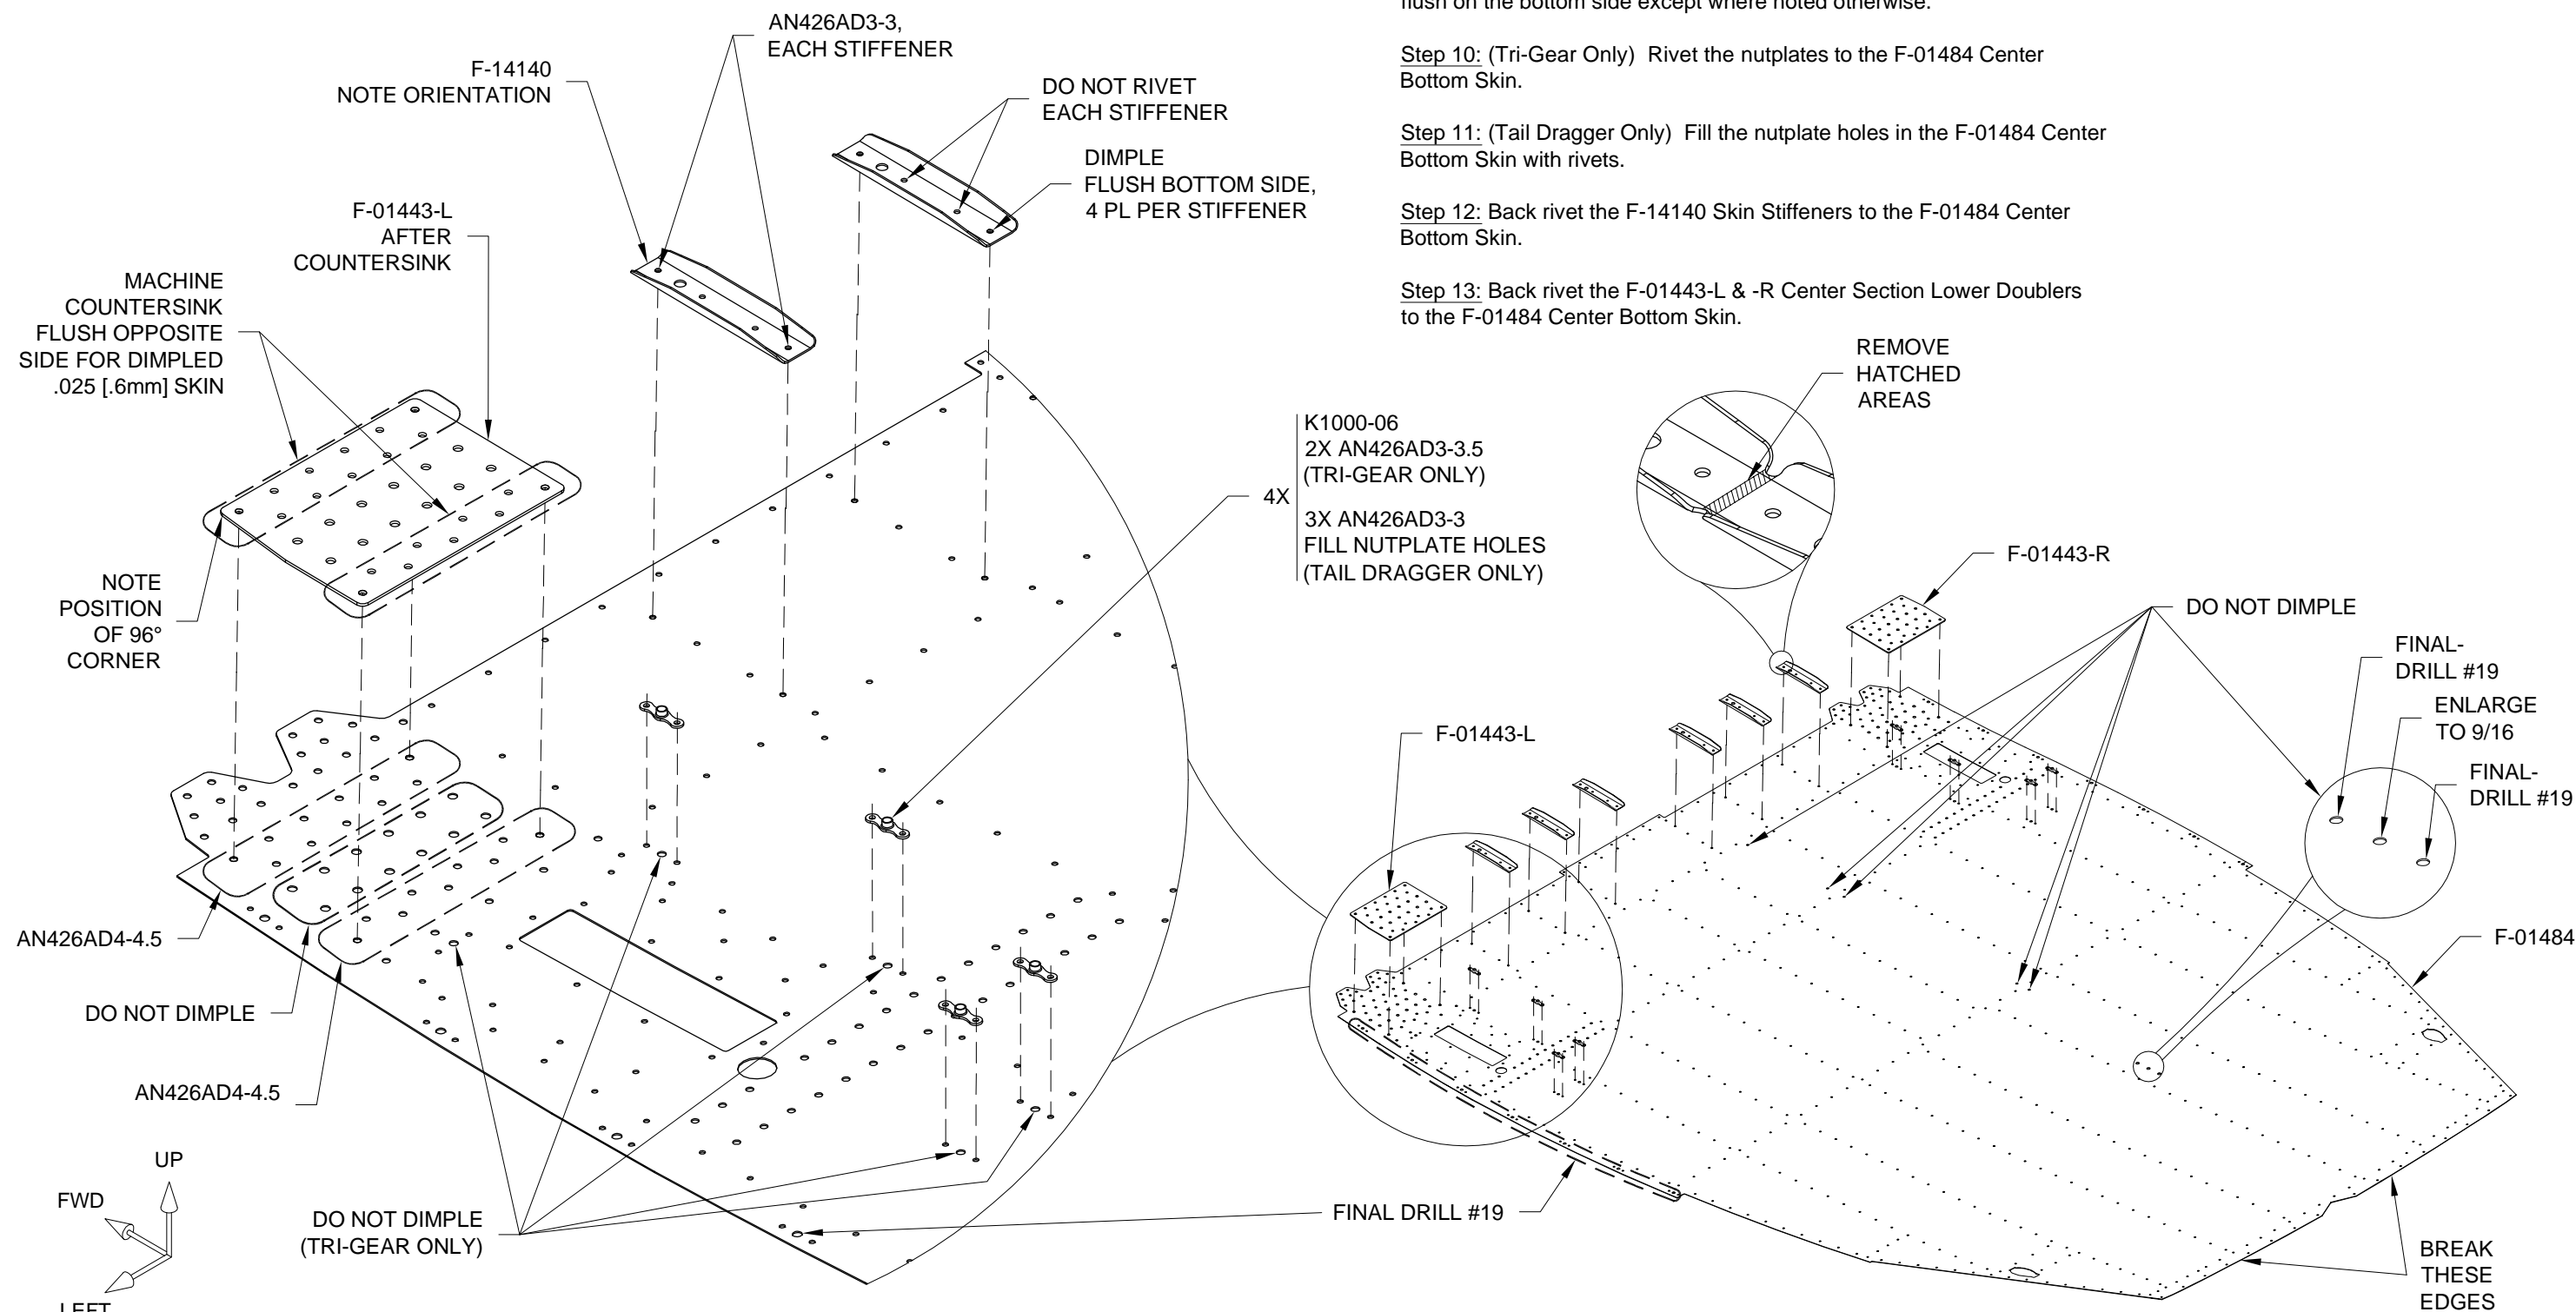 flush on the bottom side except where noted otherwise.
Step 10: (Tri-Gear Only) Rivet the nutplates to the F-01484 Center
Bottom Skin.
Step 11: (Tail Dragger Only) Fill the nutplate holes in the F-01484 Center
Bottom Skin with rivets.
Step 12: Back rivet the F-14140 Skin Stiffeners to the F-01484 Center
Bottom Skin.
Step 13: Back rivet the F-01443-L & -R Center Section Lower Doublers
to the F-01484 Center Bottom Skin.
AN426AD3-3,
EACH STIFFENER
F-14140
NOTE ORIENTATION
DO NOT RIVET
EACH STIFFENER
DIMPLE
FLUSH BOTTOM SIDE,
4 PL PER STIFFENER
F-01443-L
AFTER
COUNTERSINK
MACHINE
COUNTERSINK
FLUSH OPPOSITE
SIDE FOR DIMPLED
.025 [.6mm] SKIN
NOTE
POSITION
OF 96°
CORNER
4X
K1000-06
2X AN426AD3-3.5
(TRI-GEAR ONLY)
3X AN426AD3-3
FILL NUTPLATE HOLES
(TAIL DRAGGER ONLY)
REMOVE
HATCHED
AREAS
F-01443-R
DO NOT DIMPLE
FINAL-
DRILL #19
ENLARGE
TO 9/16
FINAL-
DRILL #19
F-01443-L
F-01484
AN426AD4-4.5
DO NOT DIMPLE
AN426AD4-4.5
UP
FWD
LEFT
DO NOT DIMPLE
(TRI-GEAR ONLY)
FINAL DRILL #19
BREAK
THESE
EDGES